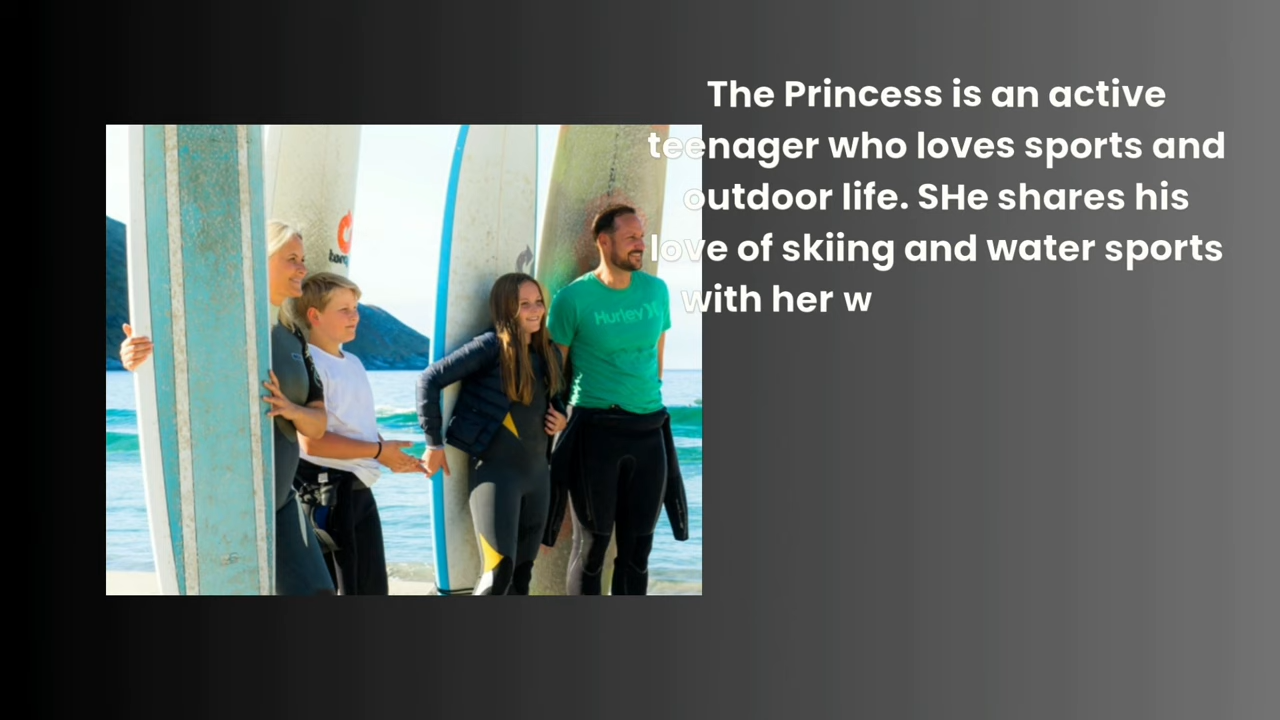 The Princess is an active
teenager who loves sports and
outdoor life. SHe shares his
love of skiing and water sports
with her w
Hurley